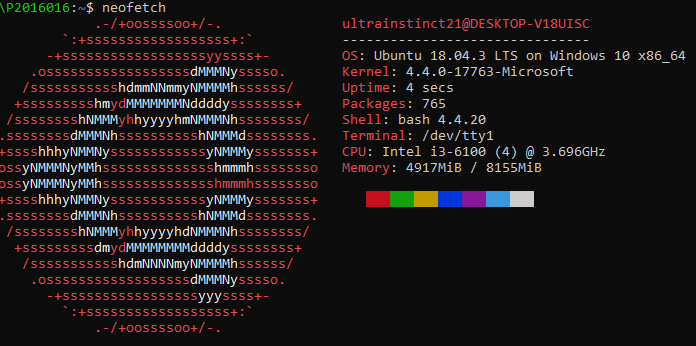 \P2016016:~$ neofetch
            .-/+oossssoo+/-.               ultrainstinct21@DESKTOP-V18UISC
        `:+ssssssssssssssssss+:`           -------------------------------
      -+ssssssssssssssssssyyssss+-         OS: Ubuntu 18.04.3 LTS on Windows 10 x86_64
    .ossssssssssssssssssdMMMNysssso.       Kernel: 4.4.0-17763-Microsoft
   /ssssssssssshdmmNNmmyNMMMMhssssss/      Uptime: 4 secs
  +ssssssssshmydMMMMMMMNddddyssssssss+     Packages: 765
 /sssssssshNMMMyhhyyyyhmNMMMNhssssssss/    Shell: bash 4.4.20
.ssssssssdMMMNhsssssssssshNMMMdssssssss.   Terminal: /dev/tty1
+sssshhhyNMMNyssssssssssssyNMMMysssssss+   CPU: Intel i3-6100 (4) @ 3.696GHz
ossyNMMMNyMMhsssssssssssssshmmmhssssssso   Memory: 4917MiB / 8155MiB
ossyNMMMNyMMhsssssssssssssshmmmhssssssso
+sssshhhyNMMNyssssssssssssyNMMMysssssss+
.ssssssssdMMMNhsssssssssshNMMMdssssssss.
 /sssssssshNMMMyhhyyyyhdNMMMNhssssssss/
  +sssssssssdmydMMMMMMMMddddyssssssss+
   /ssssssssssshdmNNNNmyNMMMMhssssss/
    .ossssssssssssssssssdMMMNysssso.
      -+sssssssssssssssssyyyssss+-
        `:+ssssssssssssssssss+:`
            .-/+oossssoo+/-.